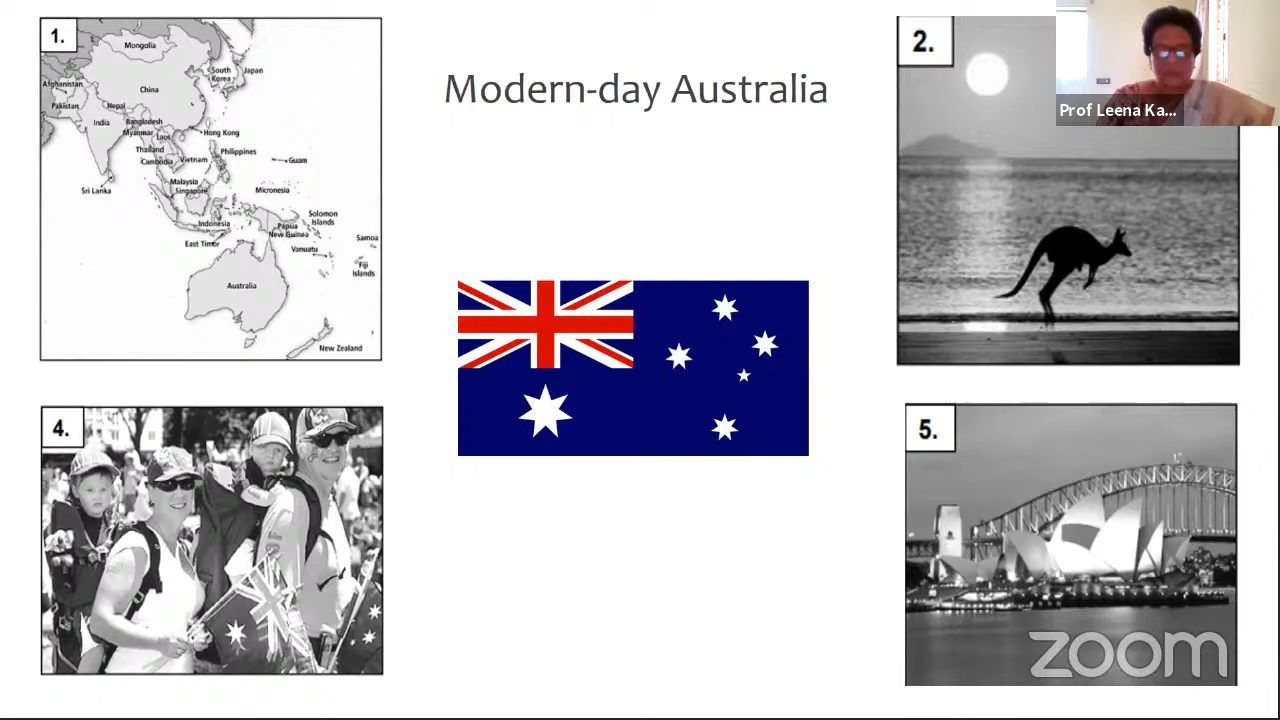 Modern-day Australia
1.
Mongolia
Afghanistan
China
South
Korea
Japan
Pakistan
Nepal
India
Bangladesh
Myanmar
Laos
Hong Kong
Thailand
Cambodia
Vietnam
Philippines
Guam
Sri Lanka
Malaysia
Singapore
Micronesia
Indonesia
Papua
New Guinea
Solomon
Islands
East Timor
Vanuatu
Samoa
Fiji
Islands
Australia
New Zealand
2.
Prof Leena Ka...
4.
5.
zoom